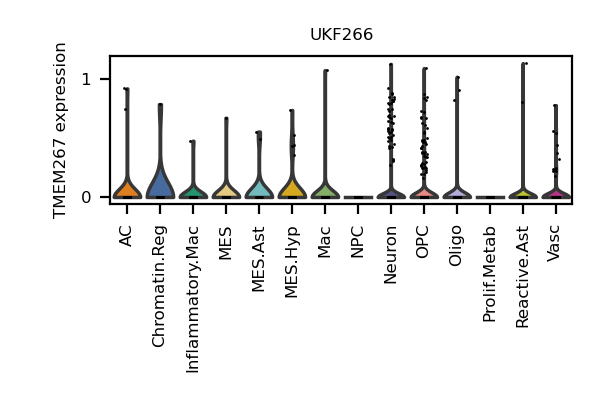 UKF266
TMEM267 expression
1
0
AC
Chromatin.Reg
Inflammatory.Mac
MES
MES.Ast
MES.Hyp
Mac
NPC
Neuron
OPC
Oligo
Prolif.Metab
Reactive.Ast
Vasc